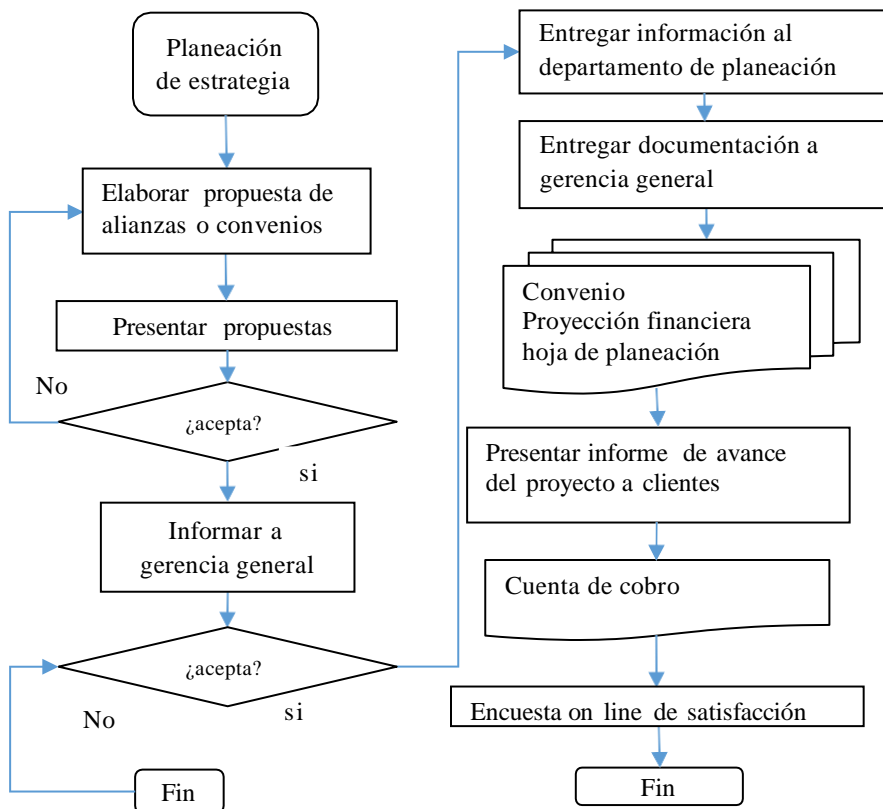 Planeación
de estrategia
Elaborar propuesta de
alianzas o convenios
Presentar propuestas
No
¿acepta?
si
Informar a
gerencia general
¿acepta?
No
si
Fin
Entregar información al
departamento de planeación
Entregar documentación a
gerencia general
Convenio
Proyección financiera
hoja de planeación
Presentar informe de avance
del proyecto a clientes
Cuenta de cobro
Encuesta on line de satisfacción
Fin